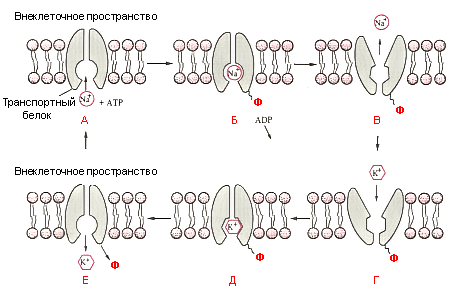 Внеклеточное пространство
Na⁺
Транспортный
белок
Na⁺
+ ATP
Na⁺
Ф
Ф
А
Б
В
ADP
Внеклеточное пространство
K⁺
K⁺
K⁺
Ф
Ф
Ф
Е
Д
Г